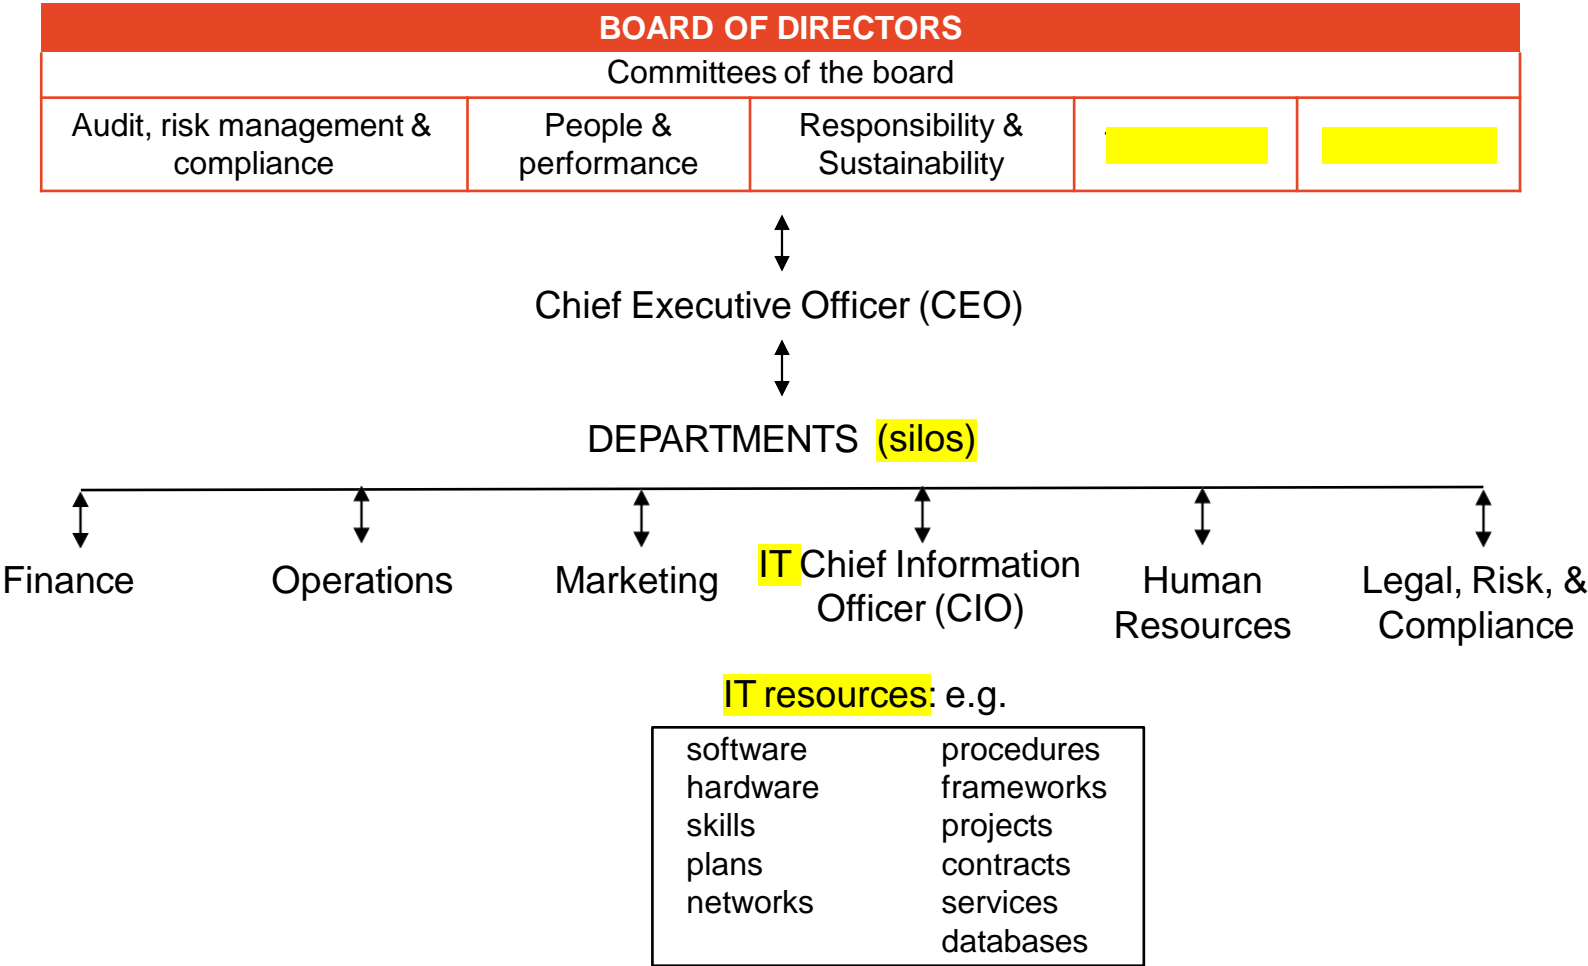 BOARD OF DIRECTORS
Committees of the board
Audit, risk management &
compliance
People &
performance
Responsibility &
Sustainability
Chief Executive Officer (CEO)
DEPARTMENTS (silos)
Finance
Operations
Marketing
IT Chief Information
Officer (CIO)
Human
Resources
Legal, Risk, &
Compliance
IT resources: e.g.
software
hardware
skills
plans
networks
procedures
frameworks
projects
contracts
services
databases